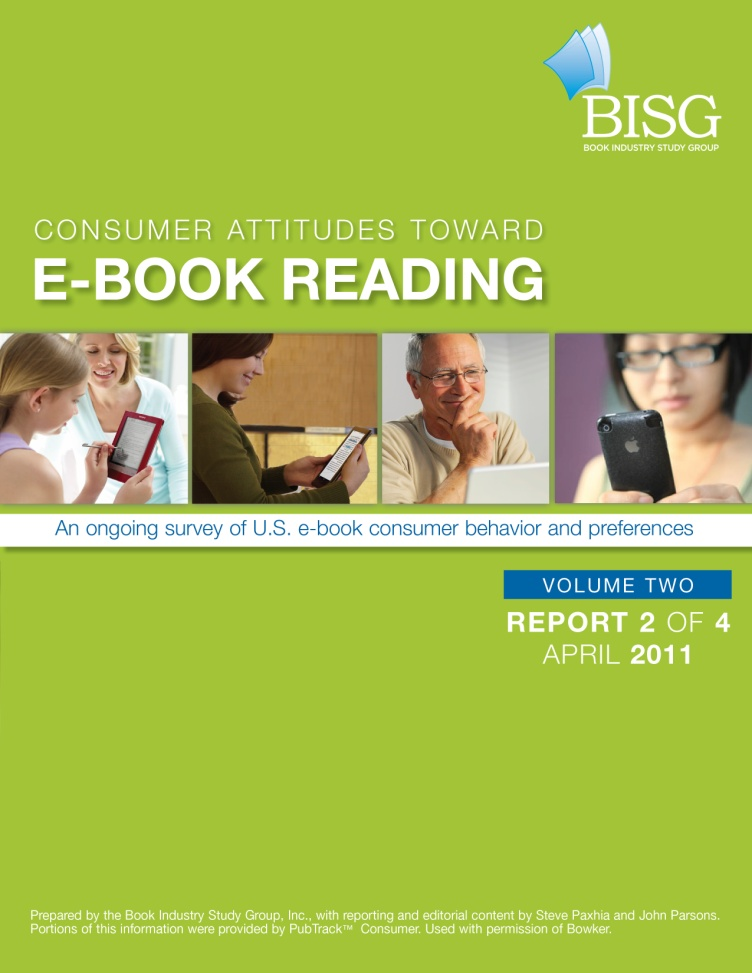 BISG
BOOK INDUSTRY STUDY GROUP
CONSUMER ATTITUDES TOWARD
E-BOOK READING
An ongoing survey of U.S. e-book consumer behavior and preferences
VOLUME TWO
REPORT 2 OF 4
APRIL 2011
Prepared by the Book Industry Study Group, Inc., with reporting and editorial content by Steve Paxhia and John Parsons.
Portions of this information were provided by PubTrack™ Consumer. Used with permission of Bowker.